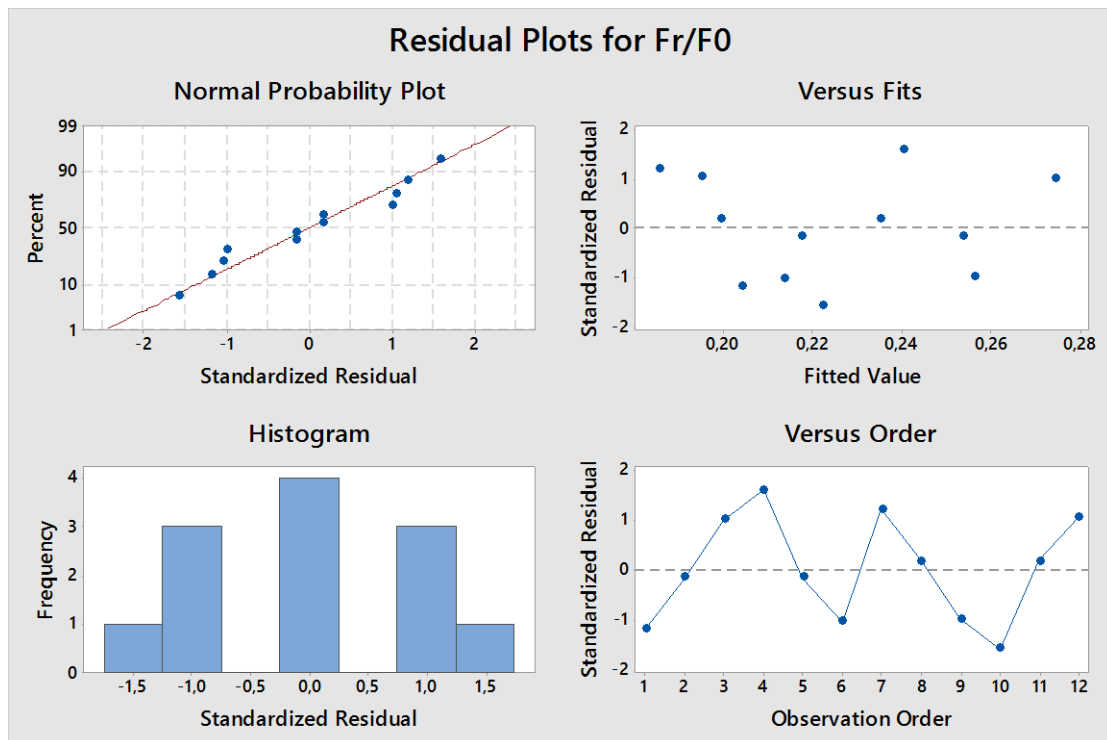 Residual Plots for Fr/F0
Normal Probability Plot
99
90
50
10
1
Percent
-2 -1 0 1 2
Standardized Residual
Versus Fits
2
1
0
-1
-2
Standardized Residual
0,20 0,22 0,24 0,26 0,28
Fitted Value
Histogram
4
3
2
1
0
Frequency
-1,5 -1,0 -0,5 0,0 0,5 1,0 1,5
Standardized Residual
Versus Order
2
1
0
-1
-2
Standardized Residual
1 2 3 4 5 6 7 8 9 10 11 12
Observation Order